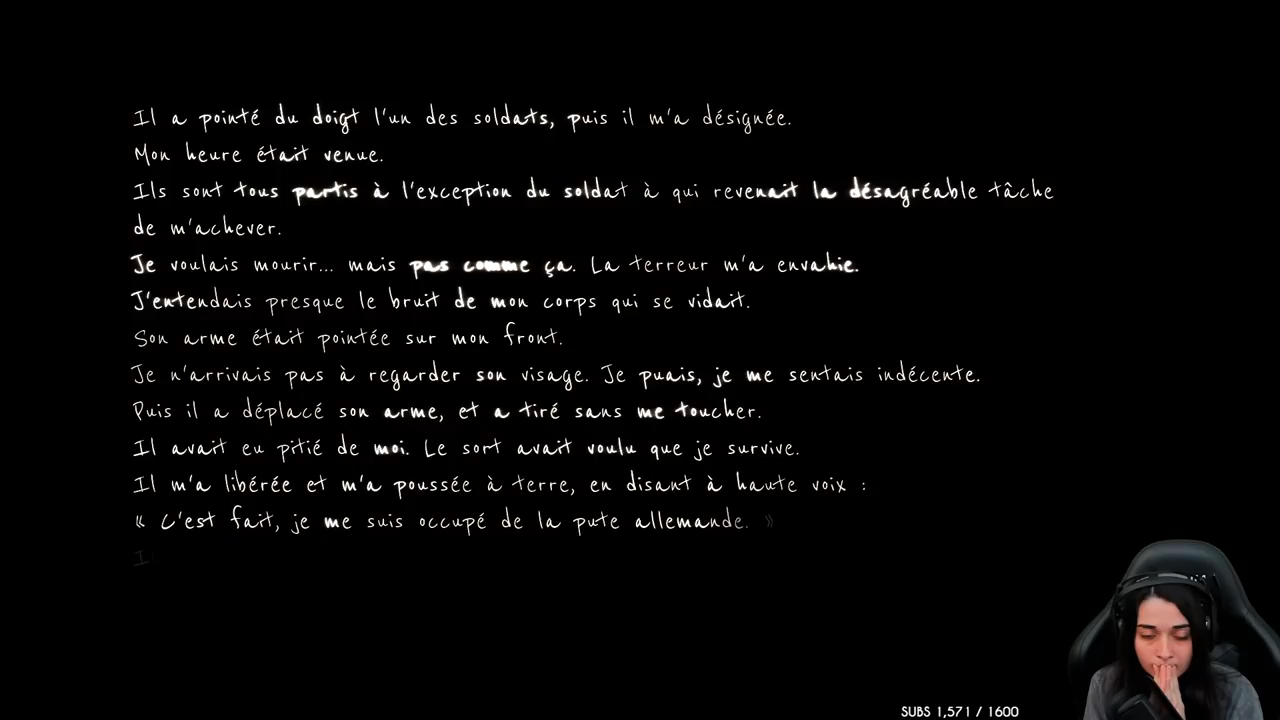 Il a pointé du doigt l'un des soldats, puis il m'a désignée.
Mon heure était venue.
Ils sont tous partis à l'exception du soldat à qui revenait la désagréable tâche
de m'achever.
Je voulais mourir... mais pas comme ça. La terreur m'a envahie.
J'entendais presque le bruit de mon corps qui se vidait.
Son arme était pointée sur mon front.
Je n'arrivais pas à regarder son visage. Je puais, je me sentais indécente.
Puis il a déplacé son arme, et a tiré sans me toucher.
Il avait eu pitié de moi. Le sort avait voulu que je survive.
Il m'a libérée et m'a poussée à terre, en disant à haute voix :
« C'est fait, je me suis occupé de la pute allemande. »
I
SUBS 1,571 / 1600